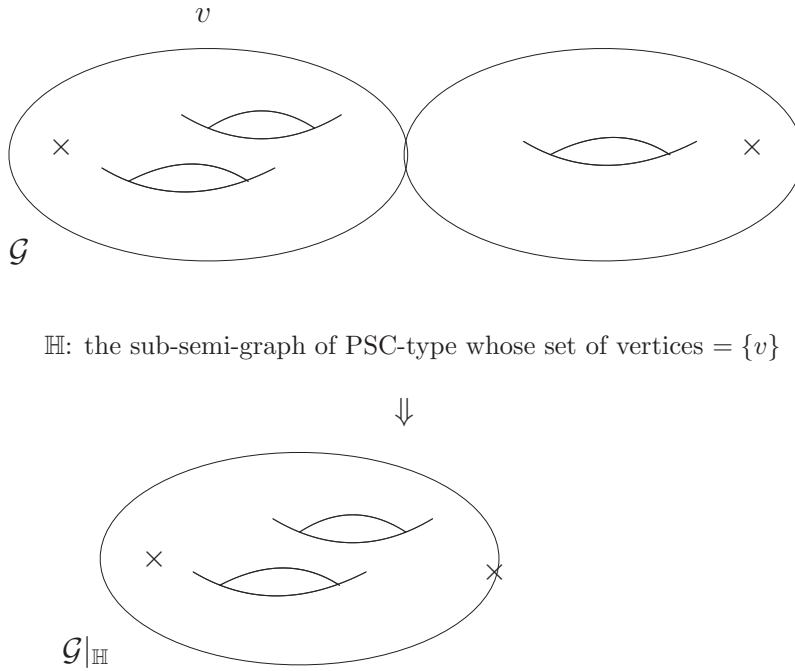 v
𝒢
ℍ: the sub-semi-graph of PSC-type whose set of vertices = {v}
⇓
𝒢|ℍ